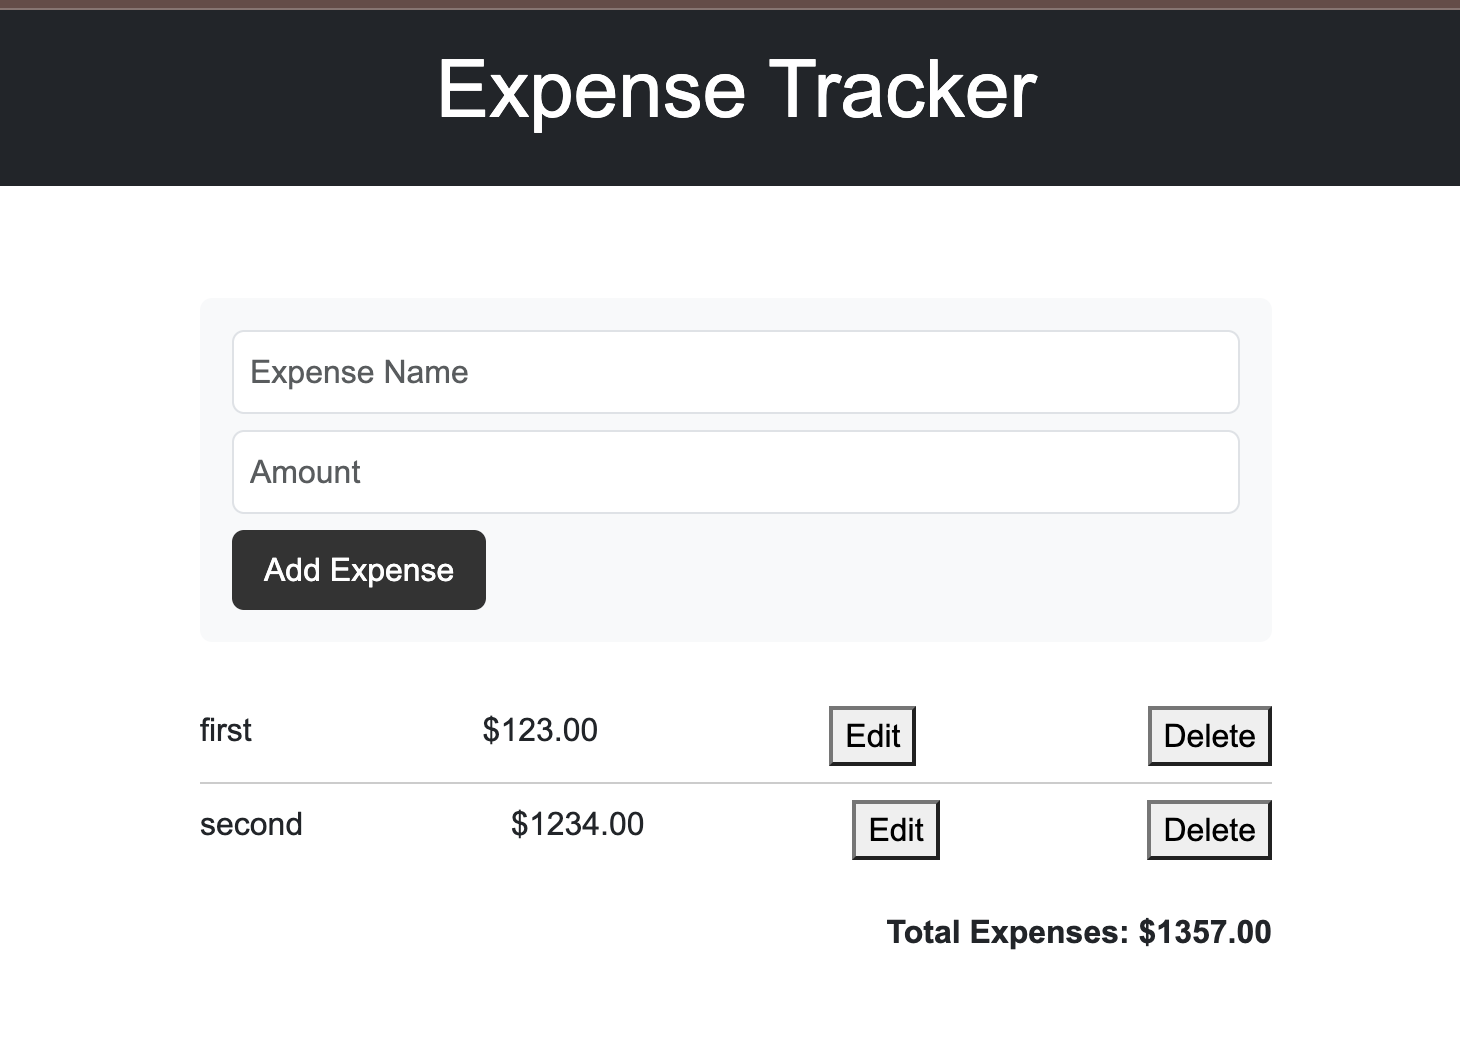 Expense Tracker
Expense Name
Amount
Add Expense
first $123.00 Edit Delete
second $1234.00 Edit Delete
Total Expenses: $1357.00